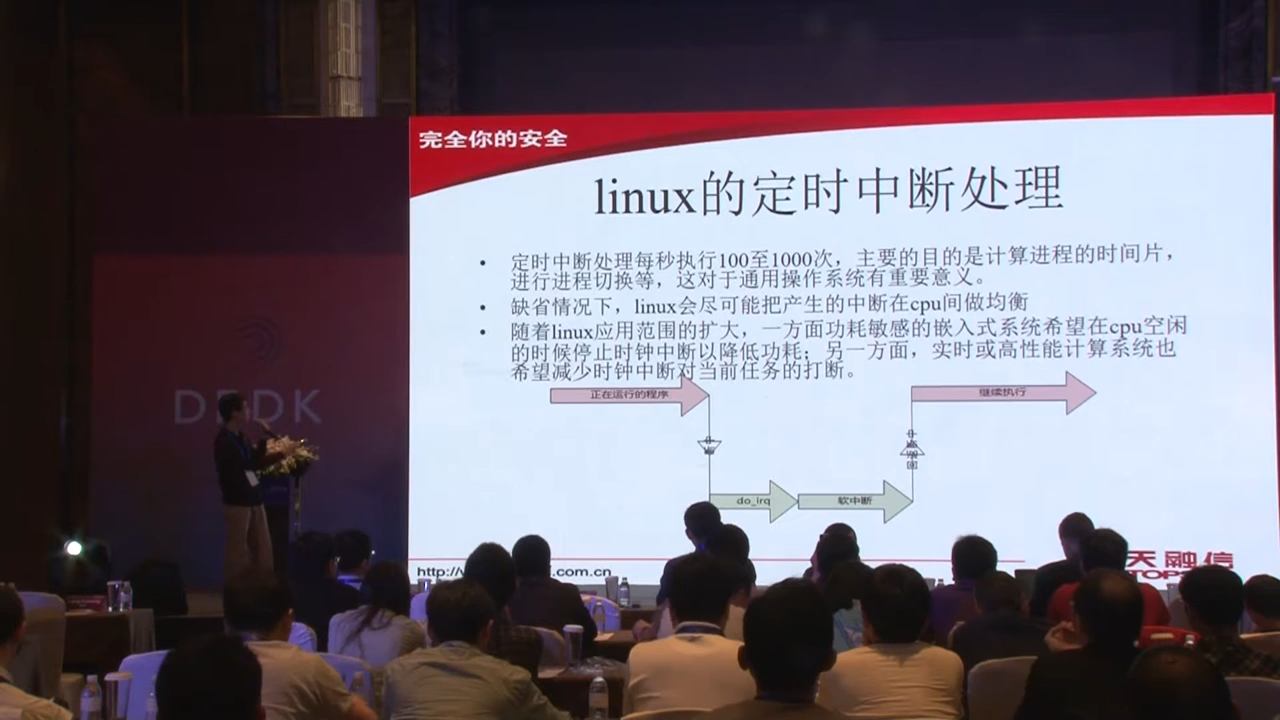 完全你的安全
linux的定时中断处理
• 定时中断处理每秒执行100至1000次，主要的目的是计算进程的时间片，
进行进程切换等，这对于通用操作系统有重要意义。
• 缺省情况下，linux会尽可能把产生的中断在cpu间做均衡
• 随着linux应用范围的扩大，一方面功耗敏感的嵌入式系统希望在cpu空闲
的时候停止时钟中断以降低功耗；另一方面，实时或高性能计算系统也
希望减少时钟中断对当前任务的打断。
正在运行的程序
继续执行
do_irq
软中断
DPDK
http://
.com.cn
天融信